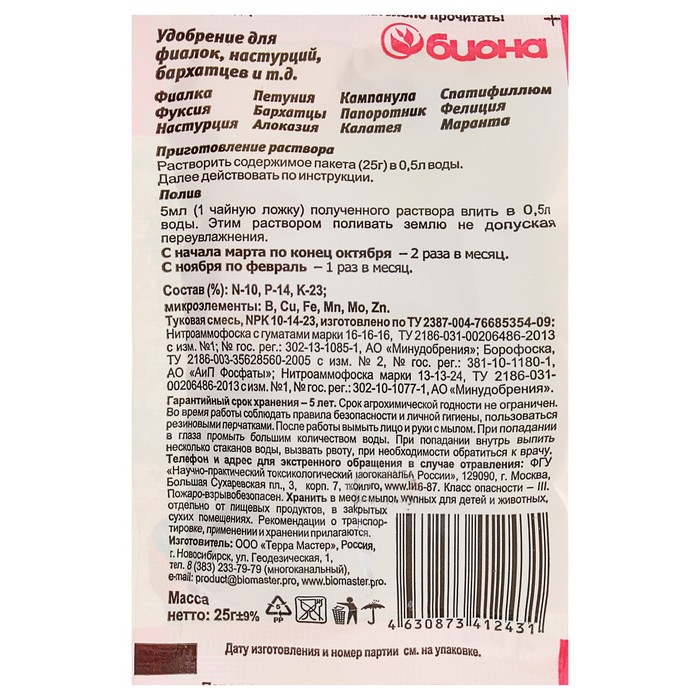 прочитать!
Удобрение для
фиалок, настурций,
бархатцев и т.д.
биона
Фиалка Петуния Кампанула Спатифиллюм
Фуксия Бархатцы Папоротник Фелиция
Настурция Алоказия Калатея Маранта
Приготовление раствора
Растворить содержимое пакета (25г) в 0,5л воды.
Далее действовать по инструкции.
Полив
5мл (1 чайную ложку) полученного раствора влить в 0,5л
воды. Этим раствором поливать землю не допуская
переувлажнения.
С начала марта по конец октября – 2 раза в месяц.
С ноября по февраль – 1 раз в месяц.
Состав (%): N-10, P-14, K-23;
микроэлементы: B, Cu, Fe, Mn, Mo, Zn.
Туковая смесь, NPK 10-14-23, изготовлено по ТУ 2387-004-76685354-09:
Нитроаммофоска с гуматами марки 16-16-16, ТУ 2186-031-00206486-2013
с изм. №1; № гос. рег.: 302-13-1085-1, АО «Минудобрения»; Борофоска,
ТУ 2186-003-35628560-2005 с изм. № 2, № гос. рег.: 381-10-1180-1,
АО «АиП Фосфаты»; Нитроаммофоска марки 13-13-24, ТУ 2186-031-
00206486-2013 с изм. №1, № гос. рег.: 302-10-1077-1, АО «Минудобрения».
Гарантийный срок хранения – 5 лет. Срок агрохимической годности не ограничен.
Во время работы соблюдать правила безопасности и личной гигиены, пользоваться
резиновыми перчатками. После работы вымыть лицо и руки с мылом. При попадании
в глаза промыть большим количеством воды. При попадании внутрь выпить
несколько стаканов воды, вызвать рвоту, при необходимости обратиться к врачу.
Телефон и адрес для экстренного обращения в случае отравления: ФГУ
«Научно-практический токсикологический России», 129090, г. Москва,
Большая Сухаревская пл., 3, корп. 7, Класс опасности – III.
Пожаро-взрывобезопасен. Хранить в для детей и животных,
отдельно от пищевых продуктов, в закрытых
сухих помещениях. Рекомендации о транспор-
тировке, применении и хранении прилагаются.
Изготовитель: ООО «Терра Мастер», Россия,
г. Новосибирск, ул. Геодезическая, 1,
тел. 8 (383) 233-79-79 (многоканальный),
e-mail: product@biomaster.pro, www.biomaster.pro.
Масса
нетто: 25г±9%
5
PP
4 630873 412431
Дату изготовления и номер партии см. на упаковке.